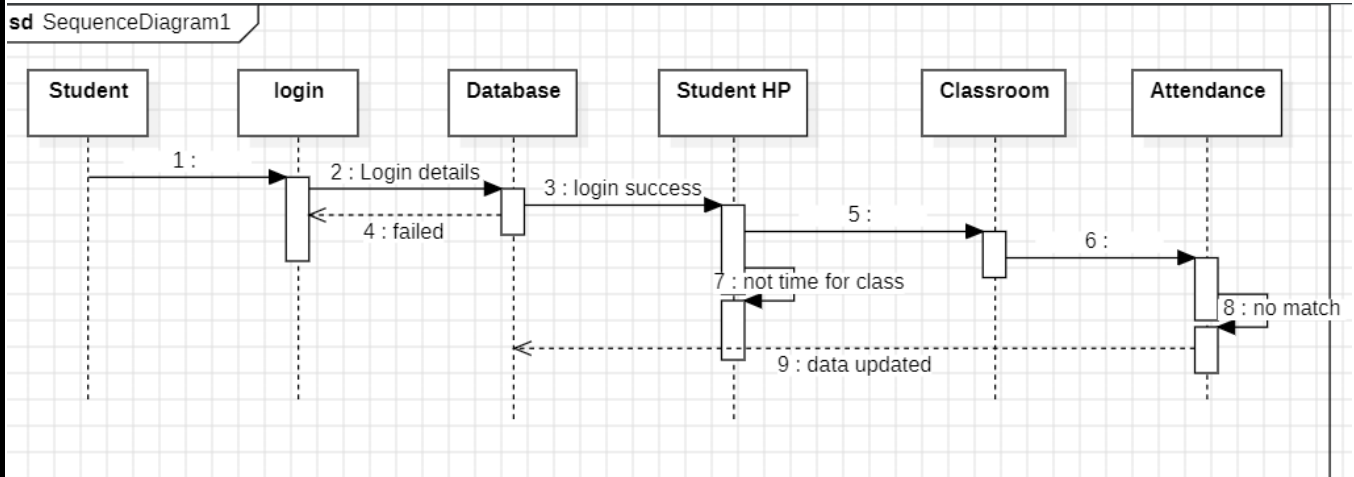 sd SequenceDiagram1
Student
login
Database
Student HP
Classroom
Attendance
1 :
2 : Login details
3 : login success
4 : failed
5 :
6 :
7 : not time for class
8 : no match
9 : data updated